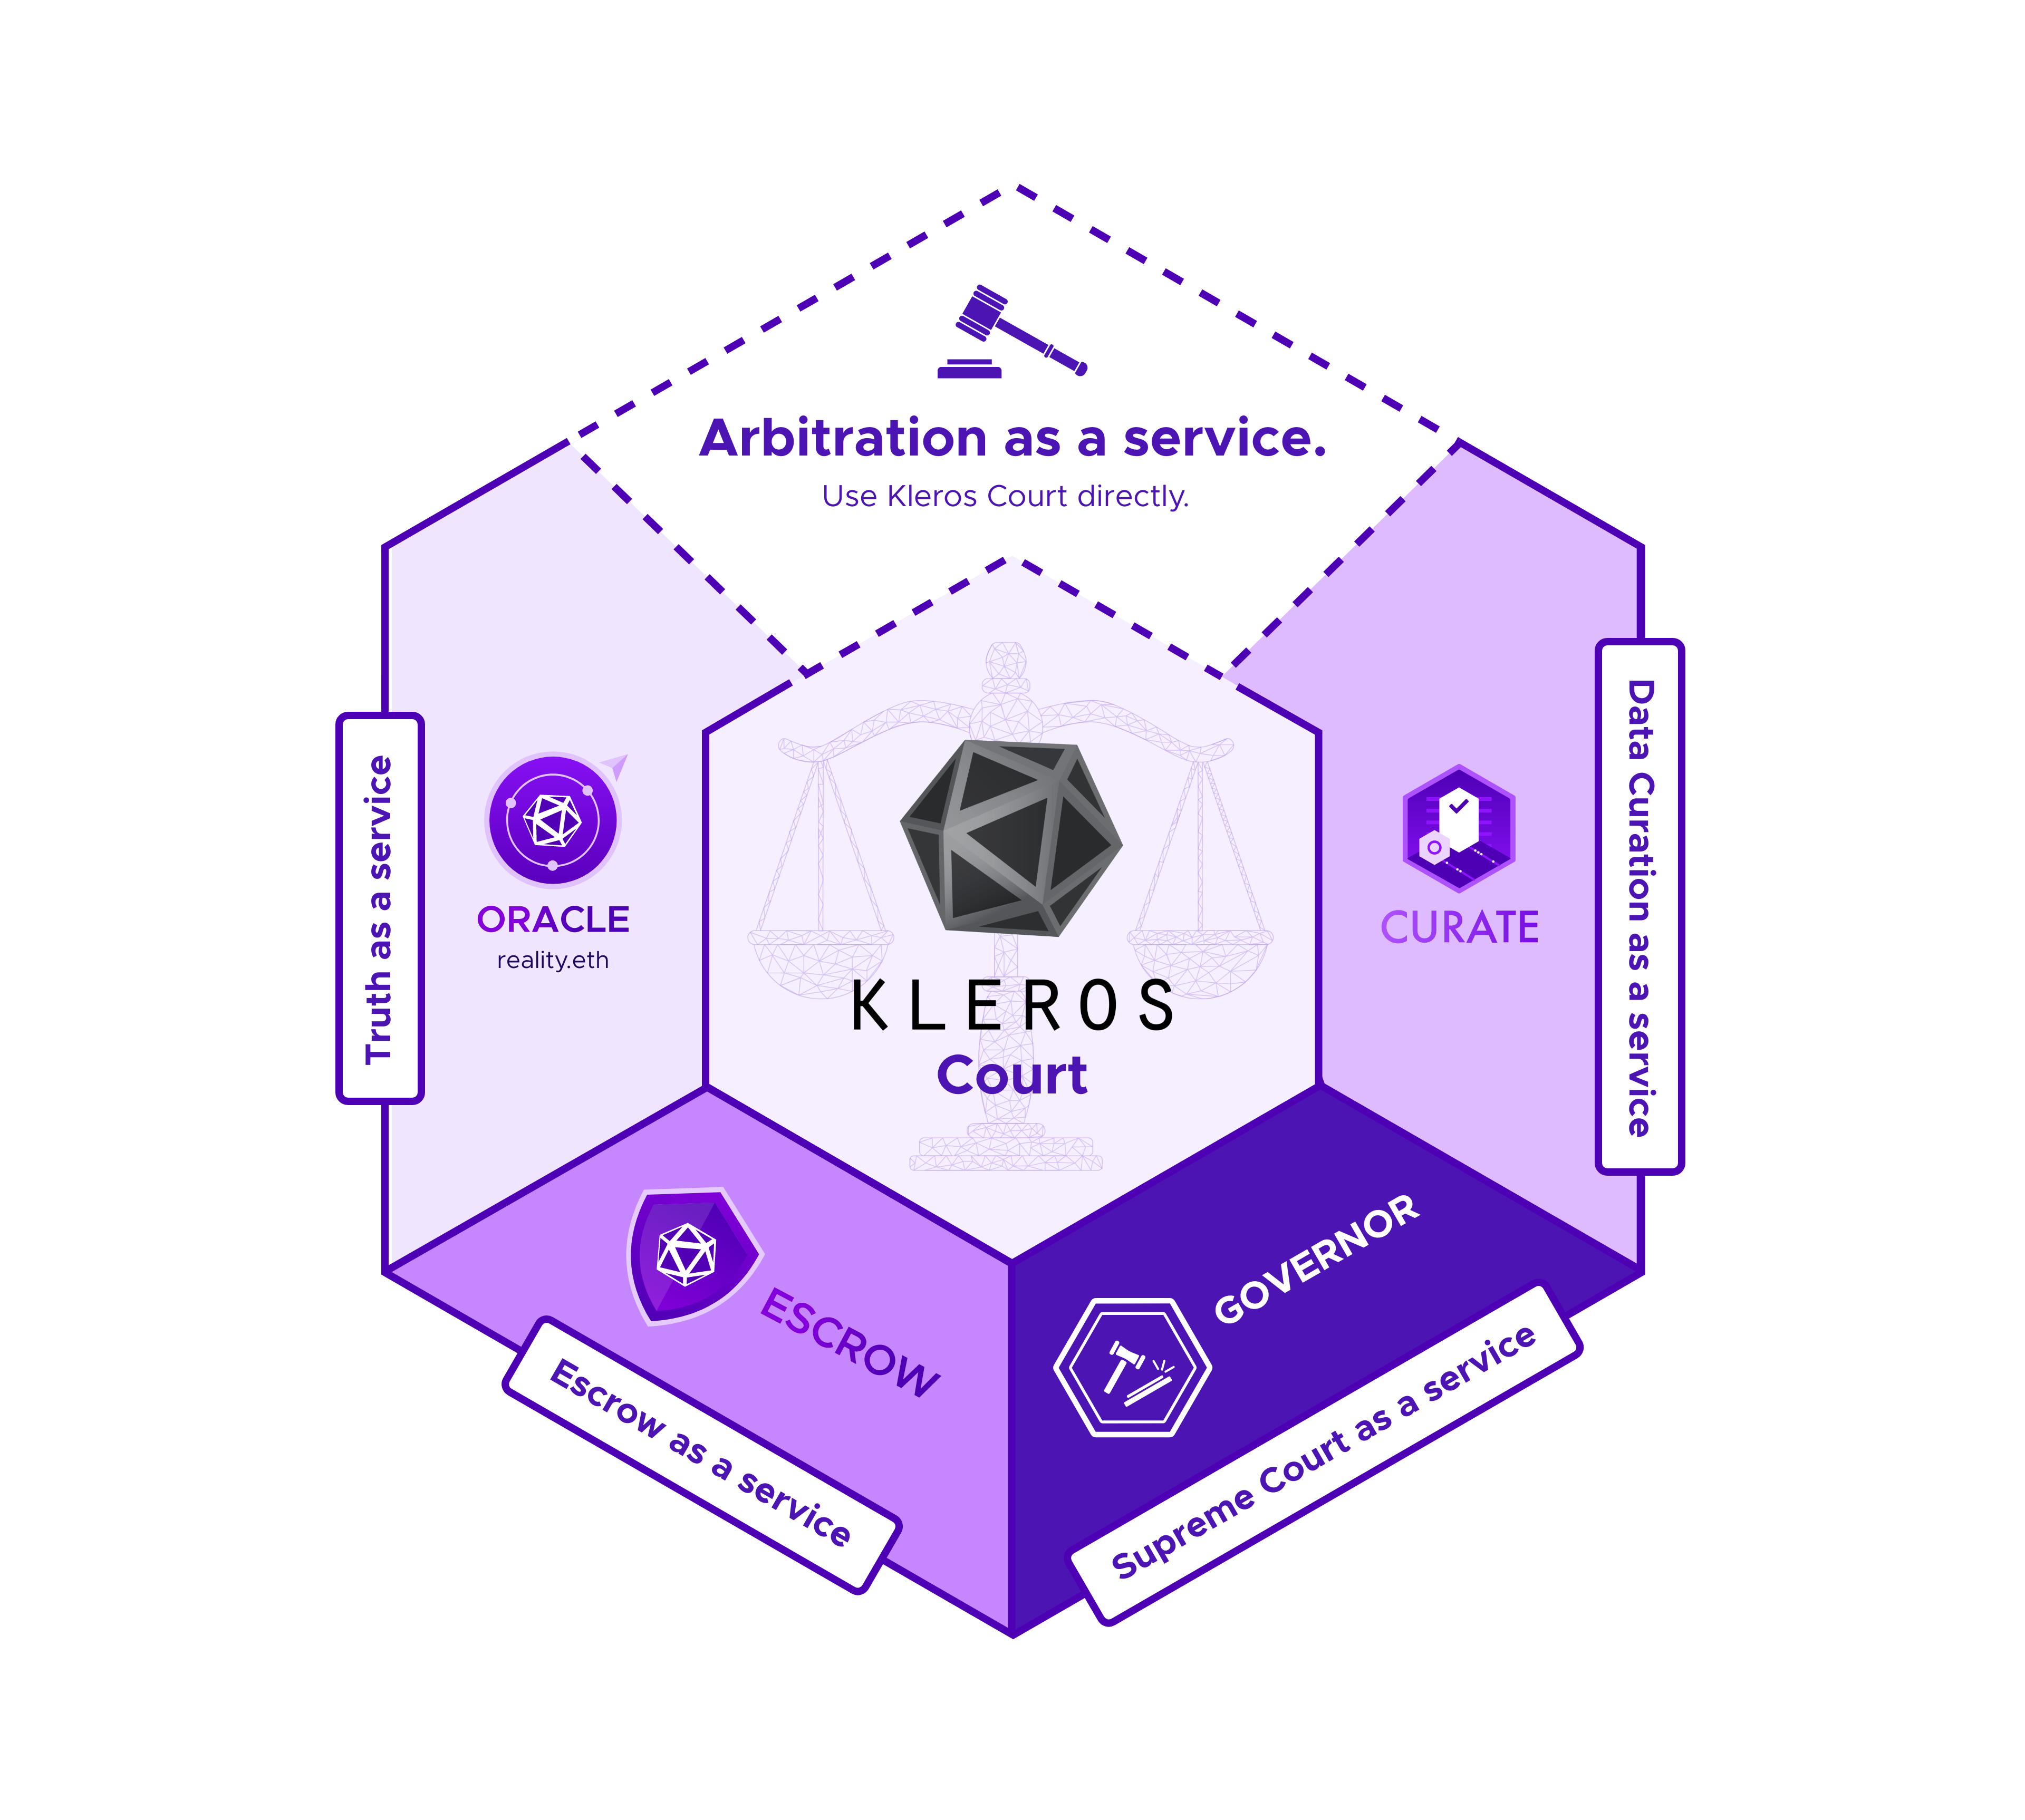 Arbitration as a service.
Use Kleros Court directly.
Truth as a service
ORACLE
reality.eth
KLEROS
Court
CURATE
Data Curation as a service
ESCROW
Escrow as a service
GOVERNOR
Supreme Court as a service